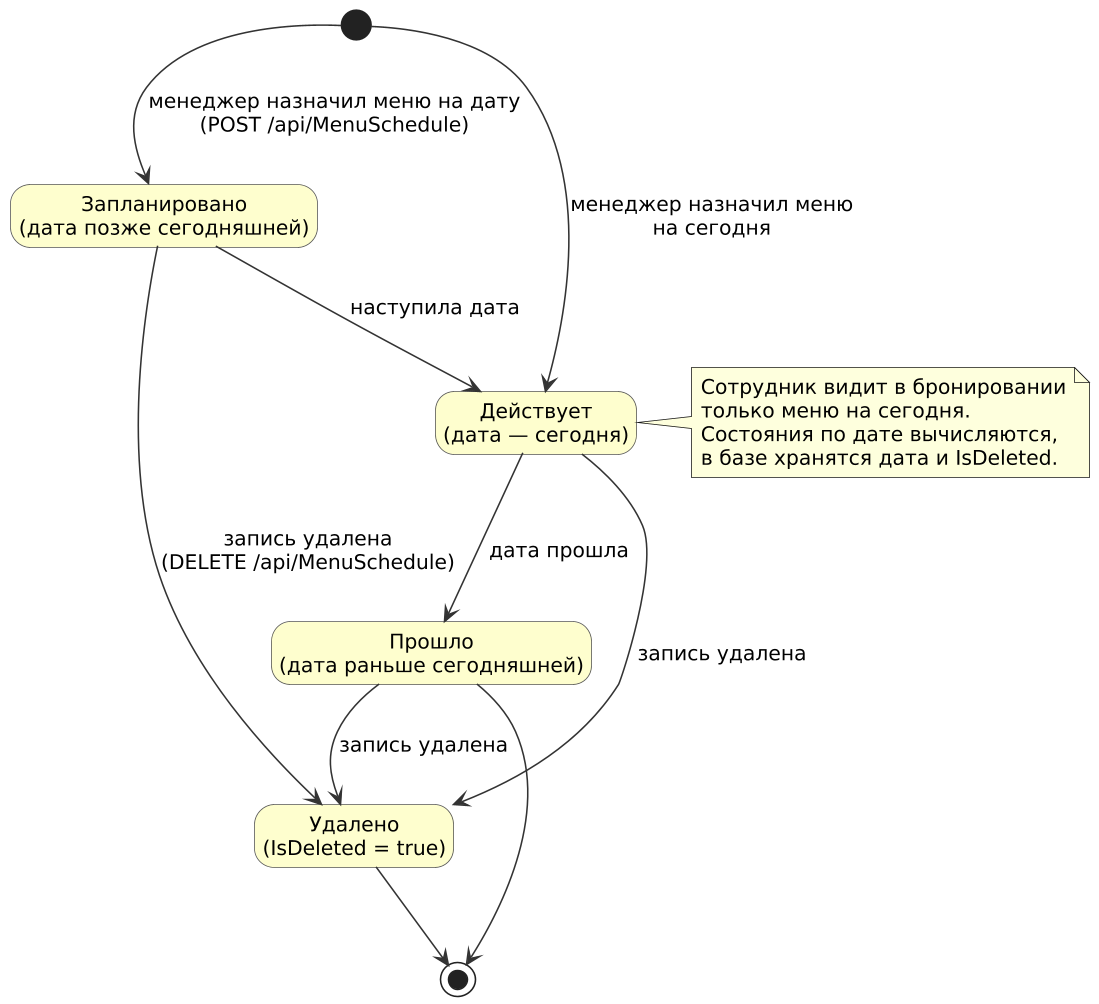 менеджер назначил меню на дату
(POST /api/MenuSchedule)
менеджер назначил меню
на сегодня
Запланировано
(дата позже сегодняшней)
наступила дата
Действует
(дата — сегодня)
Сотрудник видит в бронировании
только меню на сегодня.
Состояния по дате вычисляются,
в базе хранятся дата и IsDeleted.
запись удалена
(DELETE /api/MenuSchedule)
дата прошла
Прошло
(дата раньше сегодняшней)
запись удалена
запись удалена
Удалено
(IsDeleted = true)